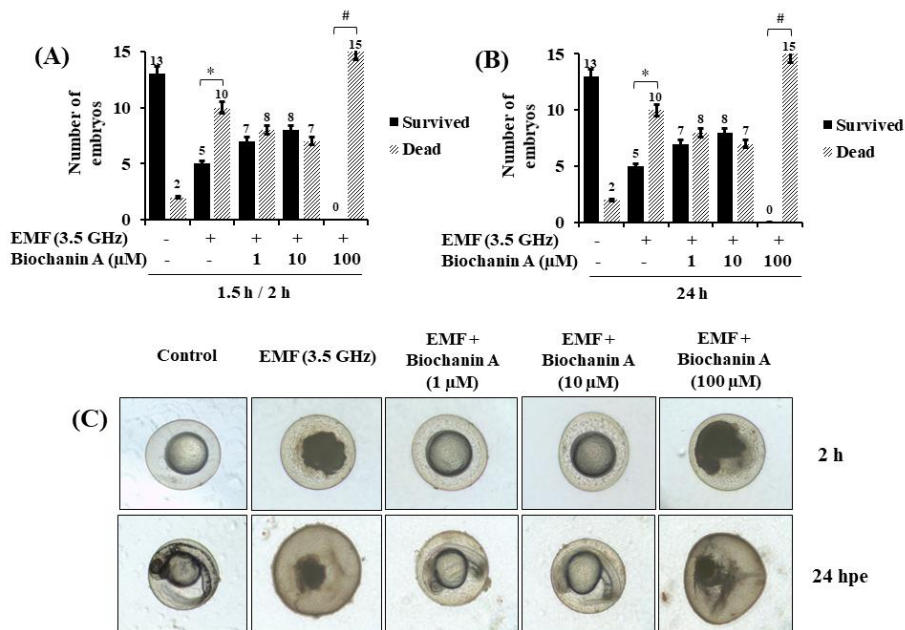 (A)
Number of embryos
15
10
5
0
13
2
5
10
7
8
8
7
0
15
*
#
Survived
Dead
EMF (3.5 GHz) - + + + +
Biochanin A (µM) - - 1 10 100
1.5 h / 2 h
(B)
Number of embryos
15
10
5
0
13
2
5
10
7
8
8
7
0
15
*
#
Survived
Dead
EMF (3.5 GHz) - + + + +
Biochanin A (µM) - - 1 10 100
24 h
(C)
Control
EMF (3.5 GHz)
EMF +
Biochanin A
(1 µM)
EMF +
Biochanin A
(10 µM)
EMF +
Biochanin A
(100 µM)
2 h
24 hpe